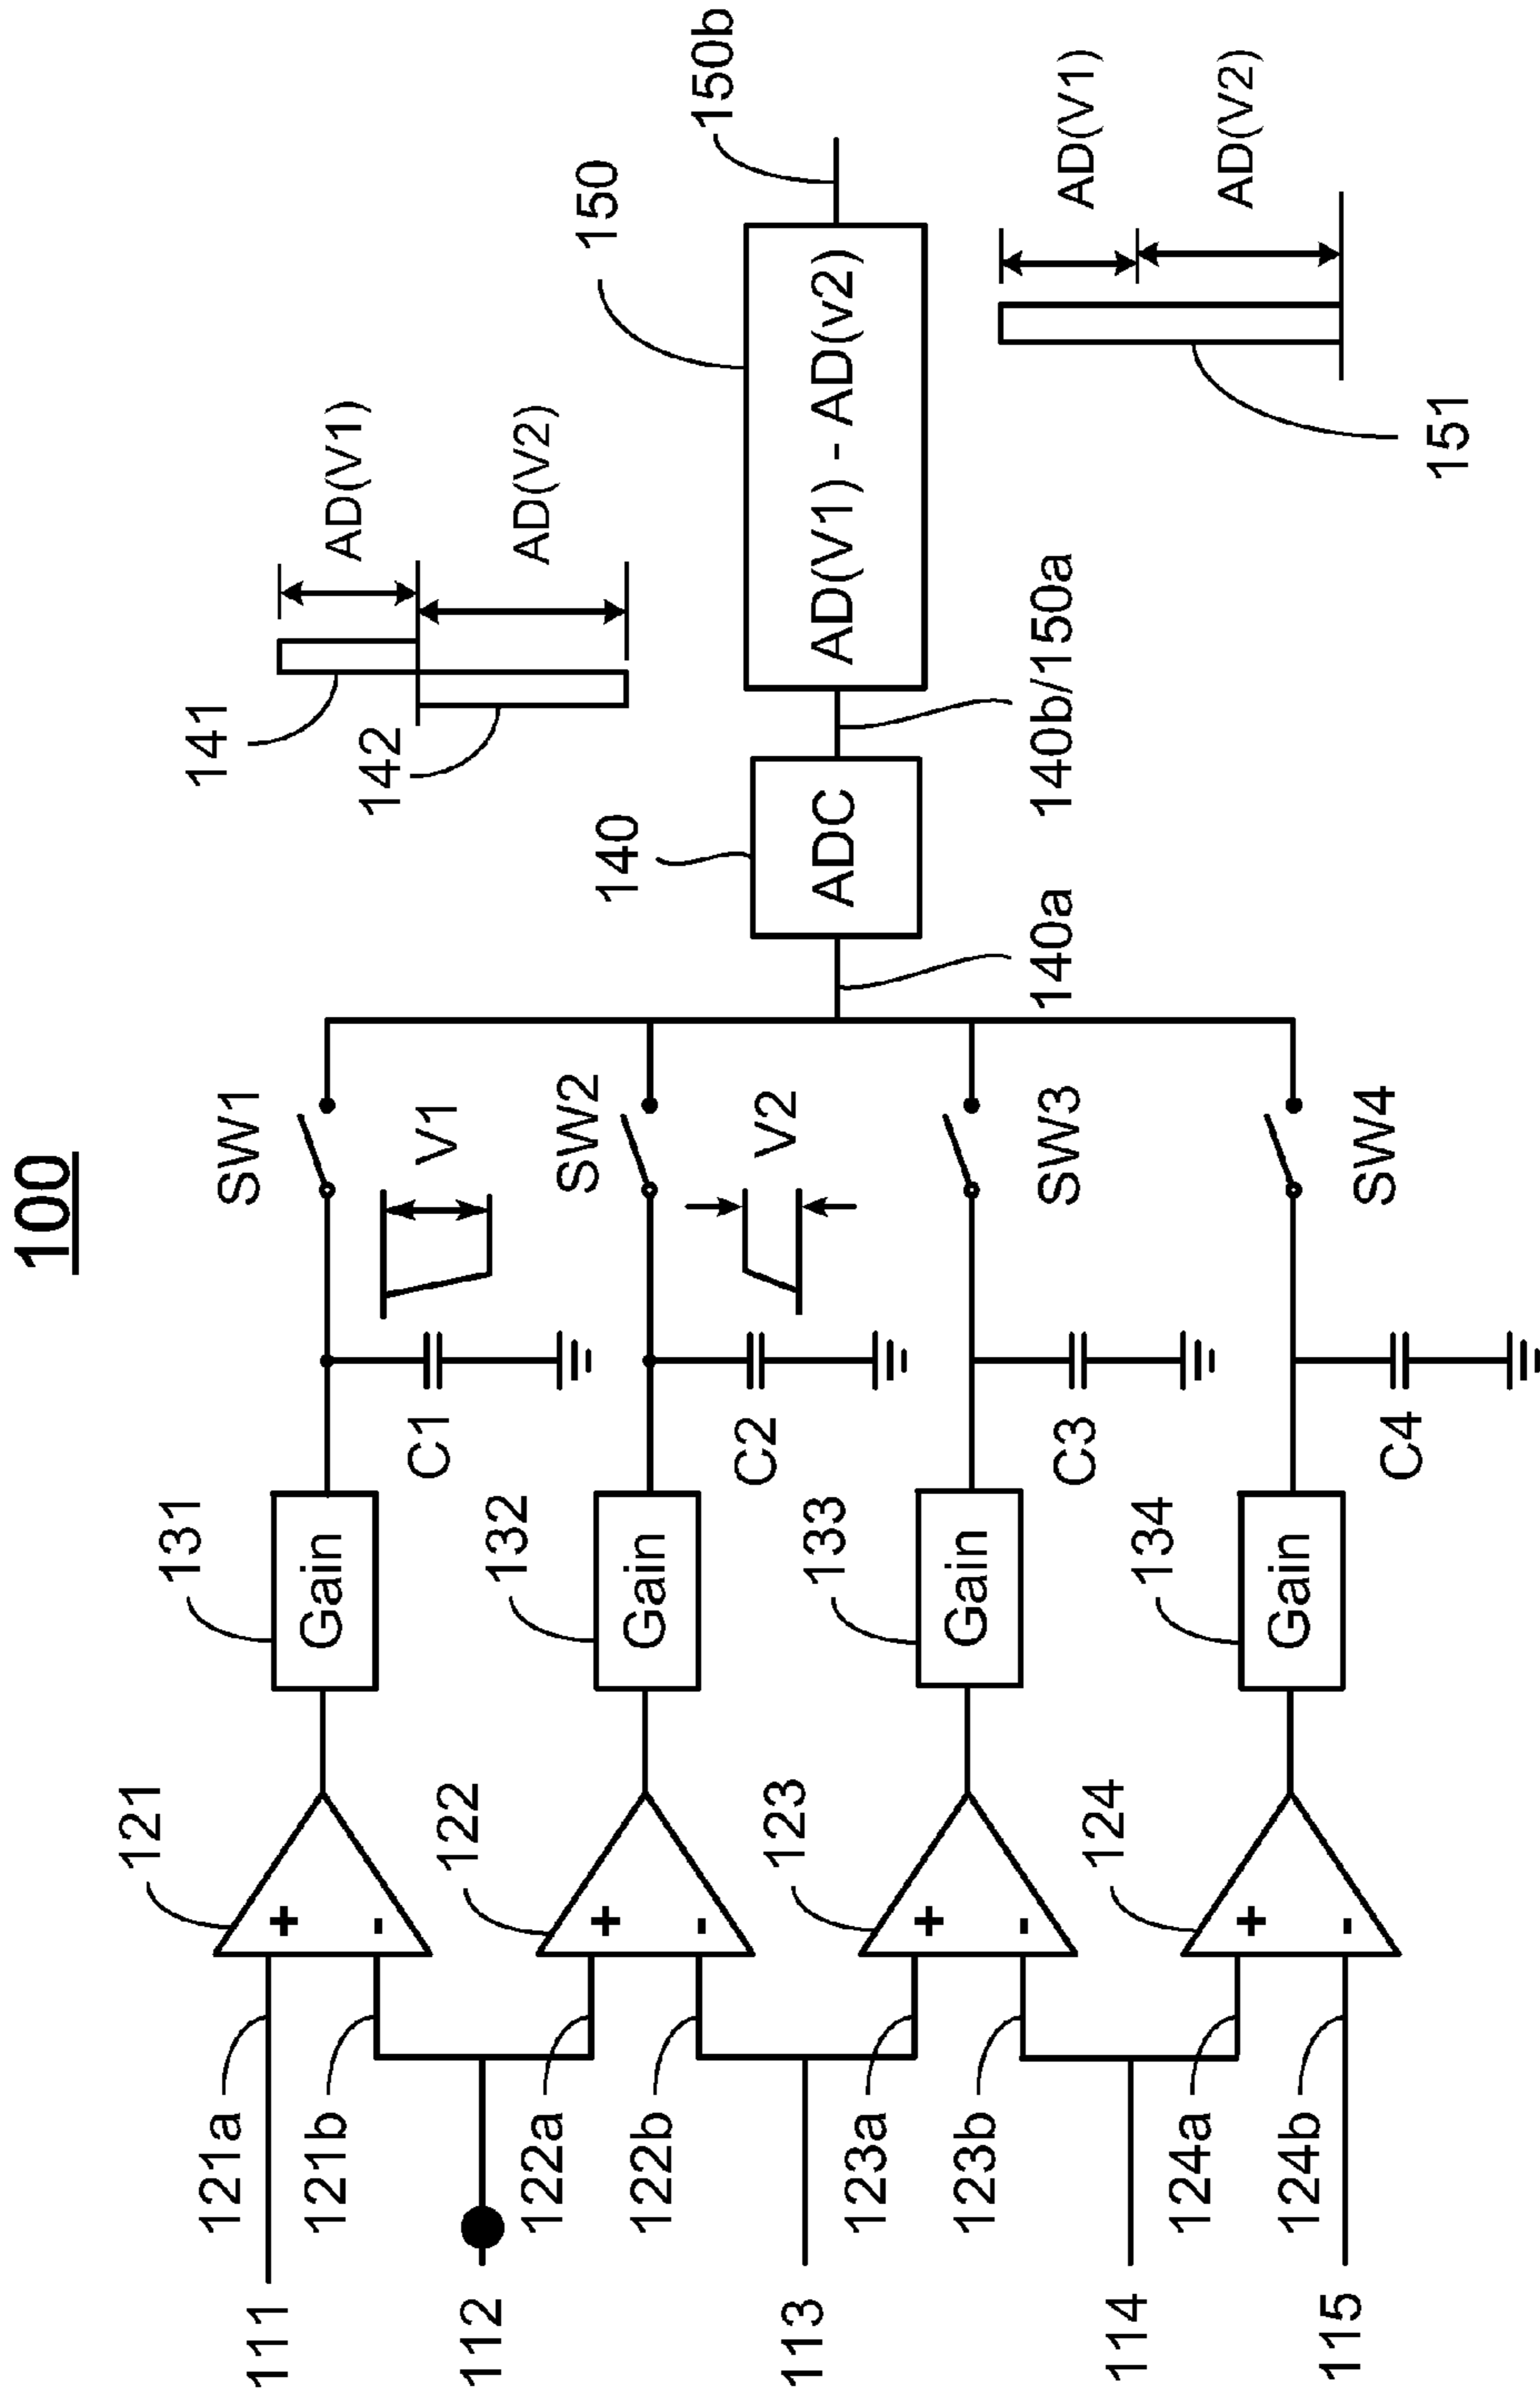 100
111
112
113
114
115
121a
121b
122a
122b
123a
123b
124a
124b
121
+
-
122
+
-
123
+
-
124
+
-
131
Gain
132
Gain
133
Gain
134
Gain
C1
C2
C3
C4
SW1
V1
SW2
V2
SW3
SW4
140a
140
ADC
140b/150a
141
142
AD(V1)
AD(V2)
150
AD(V1) - AD(v2)
150b
151
AD(V1)
AD(V2)